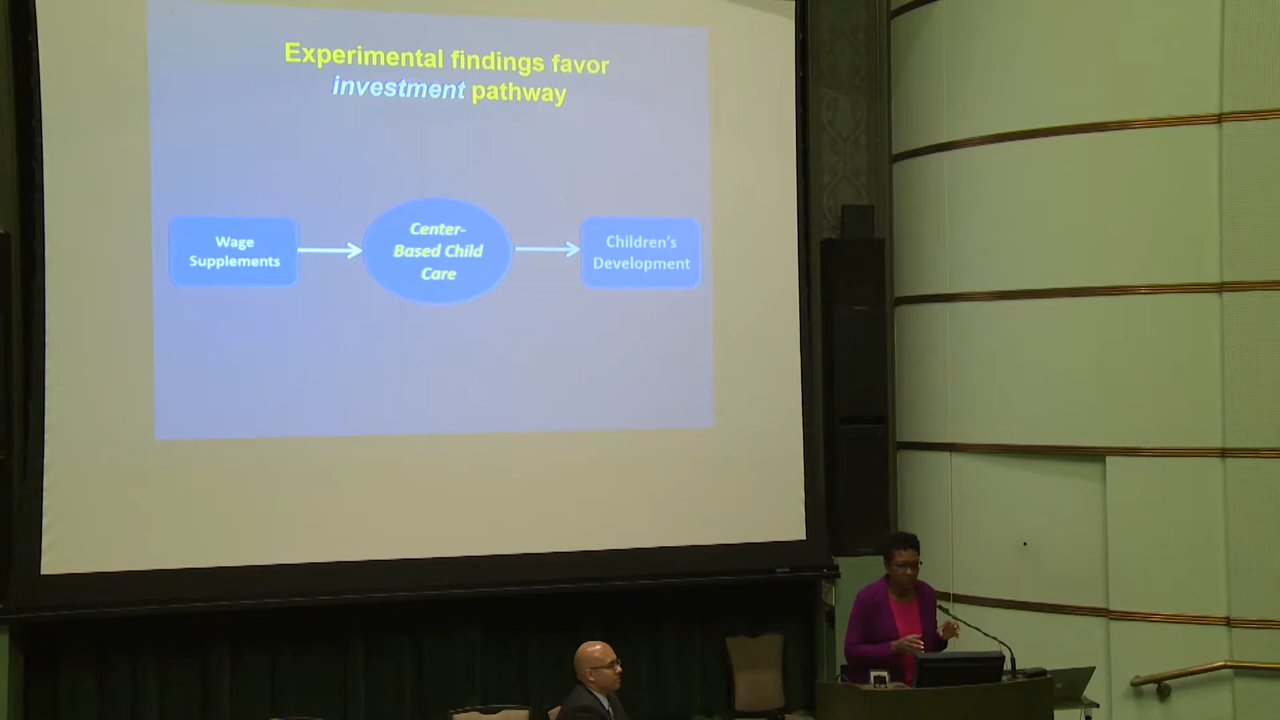 Experimental findings favor
investment pathway
Wage
Supplements
Center-
Based Child
Care
Children's
Development